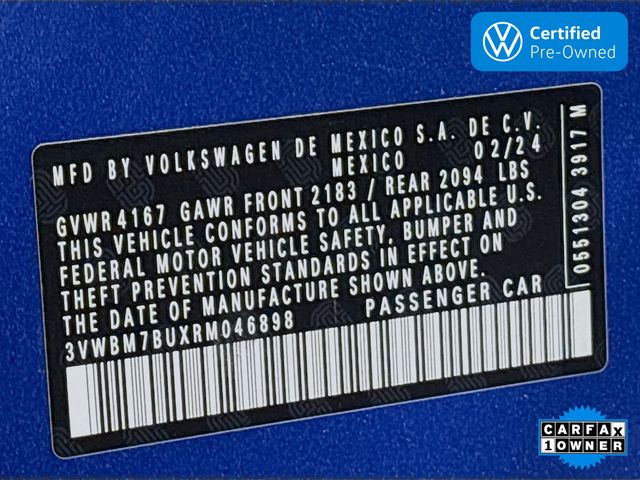 Certified
Pre-Owned
MFD BY VOLKSWAGEN DE MEXICO S.A. DE C.V.
MEXICO 02/24
GVWR 4167 GAWR FRONT 2183 / REAR 2094 LBS
THIS VEHICLE CONFORMS TO ALL APPLICABLE U.S.
FEDERAL MOTOR VEHICLE SAFETY, BUMPER AND
THEFT PREVENTION STANDARDS IN EFFECT ON
THE DATE OF MANUFACTURE SHOWN ABOVE.
3VWBM7BUXRM046898 PASSENGER CAR
0551304 3917 M
CARFAX
1 OWNER